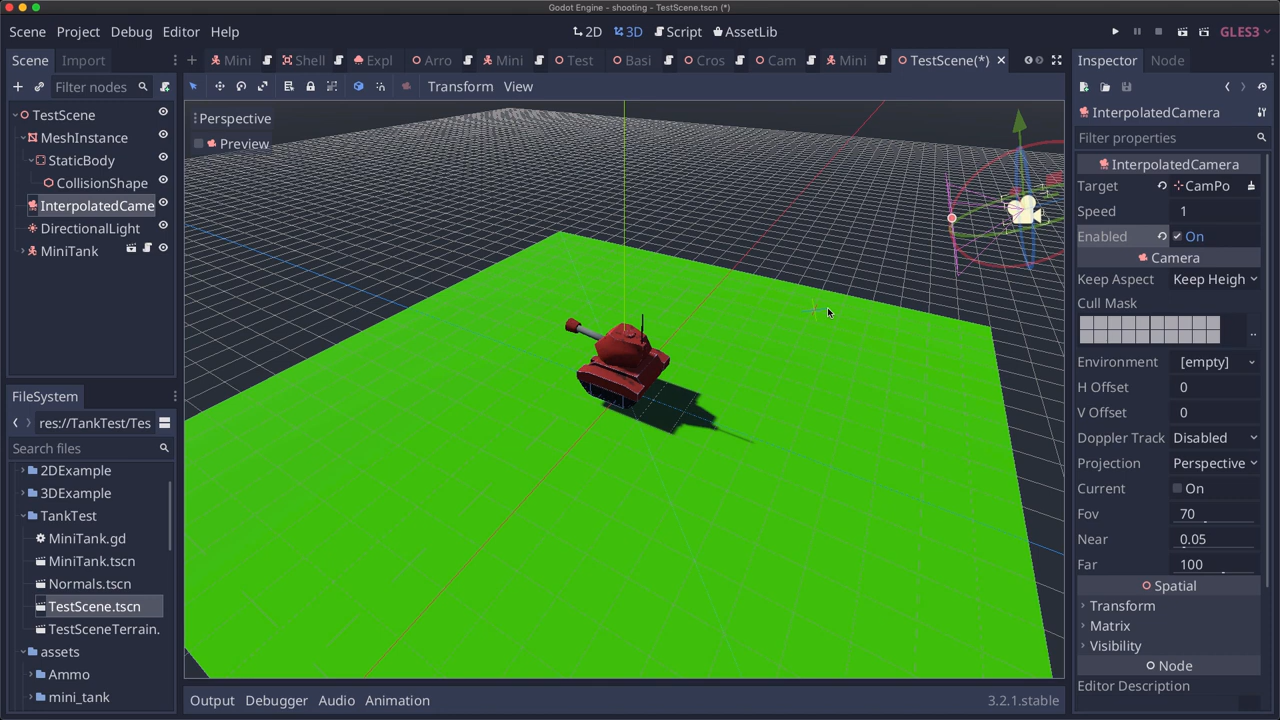 Godot Engine - shooting - TestScene.tscn (*)
Scene Project Debug Editor Help
2D 3D Script AssetLib
GLES3
Scene Import
Mini Shell Expl Arro Mini Test Basi Cros Cam Mini TestScene(*)
Inspector Node
Filter nodes
Transform View
TestScene
MeshInstance
StaticBody
CollisionShape
InterpolatedCame
DirectionalLight
MiniTank
FileSystem
res://TankTest/Tes
Search files
2DExample
3DExample
TankTest
MiniTank.gd
MiniTank.tscn
Normals.tscn
TestScene.tscn
TestSceneTerrain.
assets
Ammo
mini_tank
Perspective
Preview
Output Debugger Audio Animation
3.2.1.stable
InterpolatedCamera
Filter properties
InterpolatedCamera
Target CamPo
Speed 1
Enabled On
Camera
Keep Aspect Keep Heigh
Cull Mask
..
Environment [empty]
H Offset 0
V Offset 0
Doppler Track Disabled
Projection Perspective
Current On
Fov 70
Near 0.05
Far 100
Spatial
Transform
Matrix
Visibility
Node
Editor Description